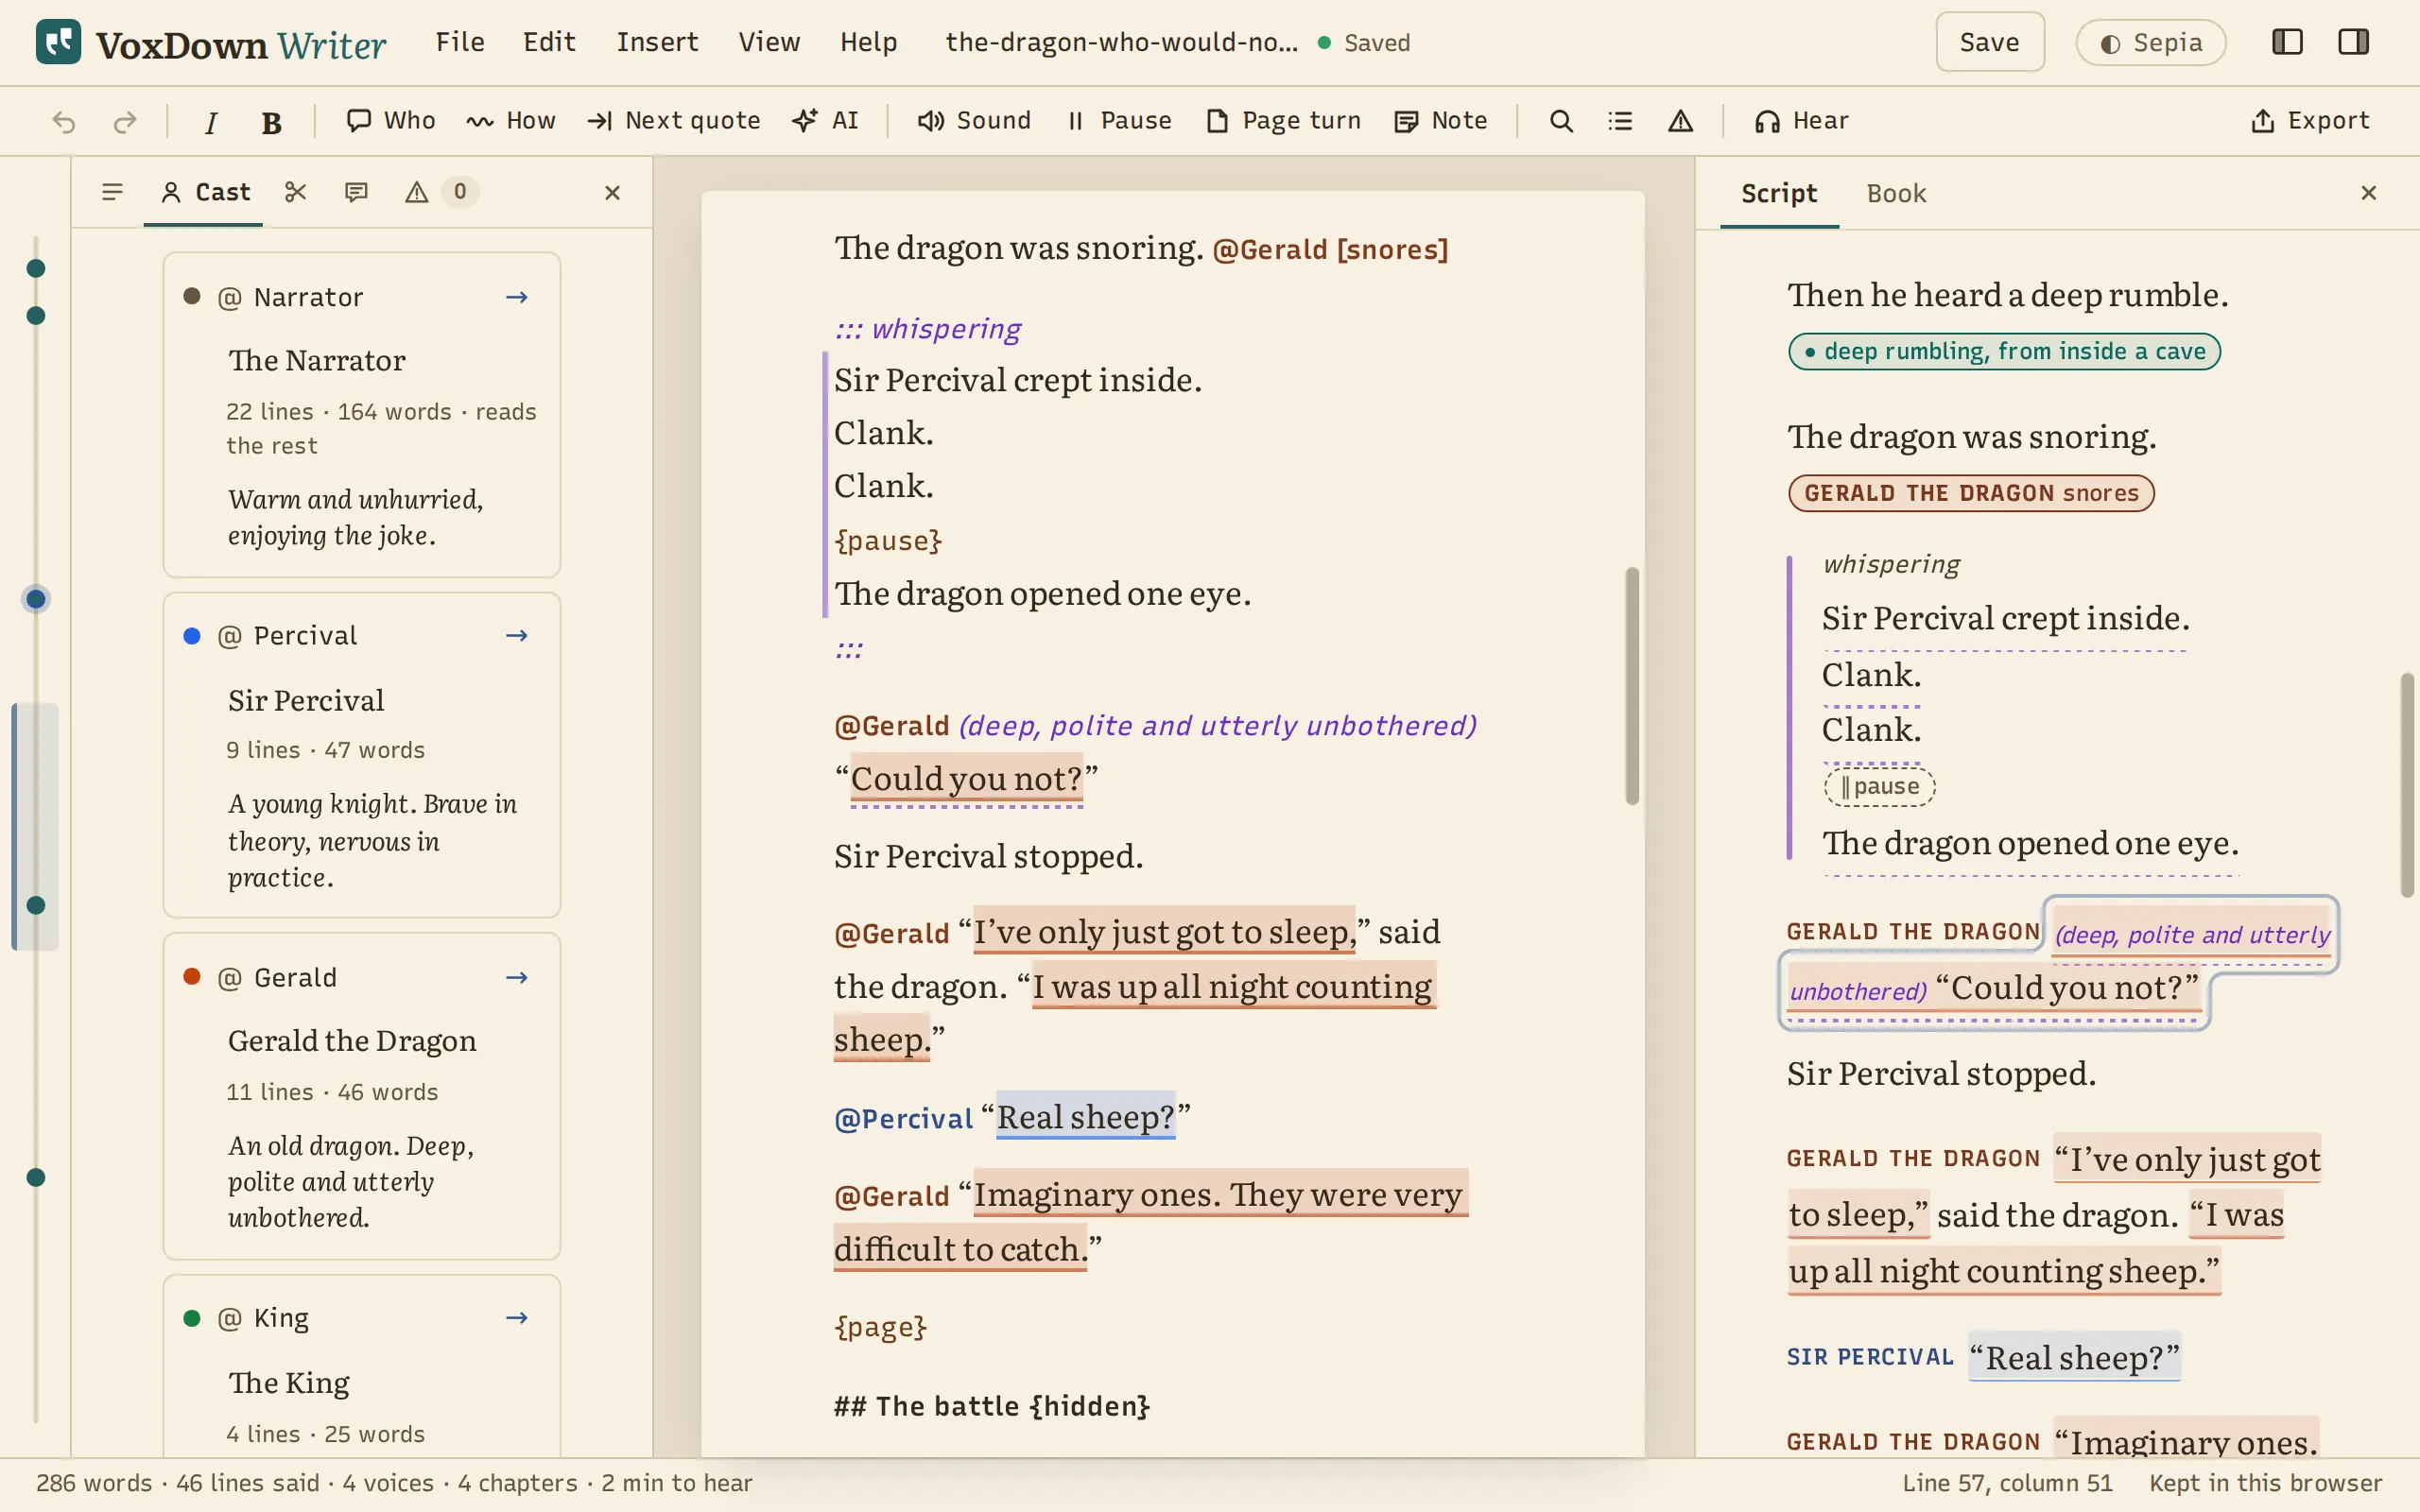 VoxDown Writer File Edit Insert View Help the-dragon-who-would-no... Saved Save Sepia
I B Who How Next quote AI Sound Pause Page turn Note Hear Export
Cast 0
@ Narrator →
The Narrator
22 lines · 164 words · reads
the rest
Warm and unhurried,
enjoying the joke.
@ Percival →
Sir Percival
9 lines · 47 words
A young knight. Brave in
theory, nervous in
practice.
@ Gerald →
Gerald the Dragon
11 lines · 46 words
An old dragon. Deep,
polite and utterly
unbothered.
@ King →
The King
4 lines · 25 words
The dragon was snoring. @Gerald [snores]
::: whispering
Sir Percival crept inside.
Clank.
Clank.
{pause}
The dragon opened one eye.
:::
@Gerald (deep, polite and utterly unbothered)
“Could you not?”
Sir Percival stopped.
@Gerald “I’ve only just got to sleep,” said
the dragon. “I was up all night counting
sheep.”
@Percival “Real sheep?”
@Gerald “Imaginary ones. They were very
difficult to catch.”
{page}
## The battle {hidden}
Script Book
Then he heard a deep rumble.
deep rumbling, from inside a cave
The dragon was snoring.
GERALD THE DRAGON snores
whispering
Sir Percival crept inside.
Clank.
Clank.
pause
The dragon opened one eye.
GERALD THE DRAGON (deep, polite and utterly
unbothered) “Could you not?”
Sir Percival stopped.
GERALD THE DRAGON “I’ve only just got
to sleep,” said the dragon. “I was
up all night counting sheep.”
SIR PERCIVAL “Real sheep?”
GERALD THE DRAGON “Imaginary ones.
286 words · 46 lines said · 4 voices · 4 chapters · 2 min to hear
Line 57, column 51 Kept in this browser